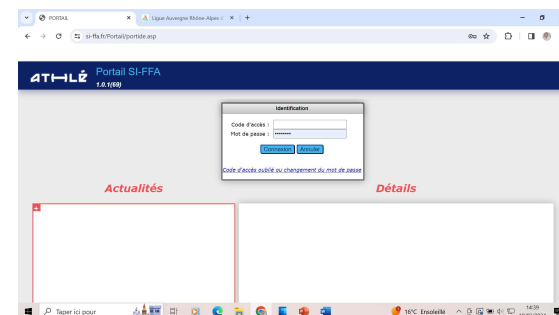 PORTAIL
Ligue Auvergne-Rhône-Alpes
si-ffa.fr/Portail/portide.asp
ATHLÉ
Portail SI-FFA
1.0.1(69)
Identification
Code d'accès :
Mot de passe :
Connexion Annuler
Code d'accès oublié ou changement du mot de passe
Actualités
Détails
Taper ici pour
16°C Ensoleillé
14:39